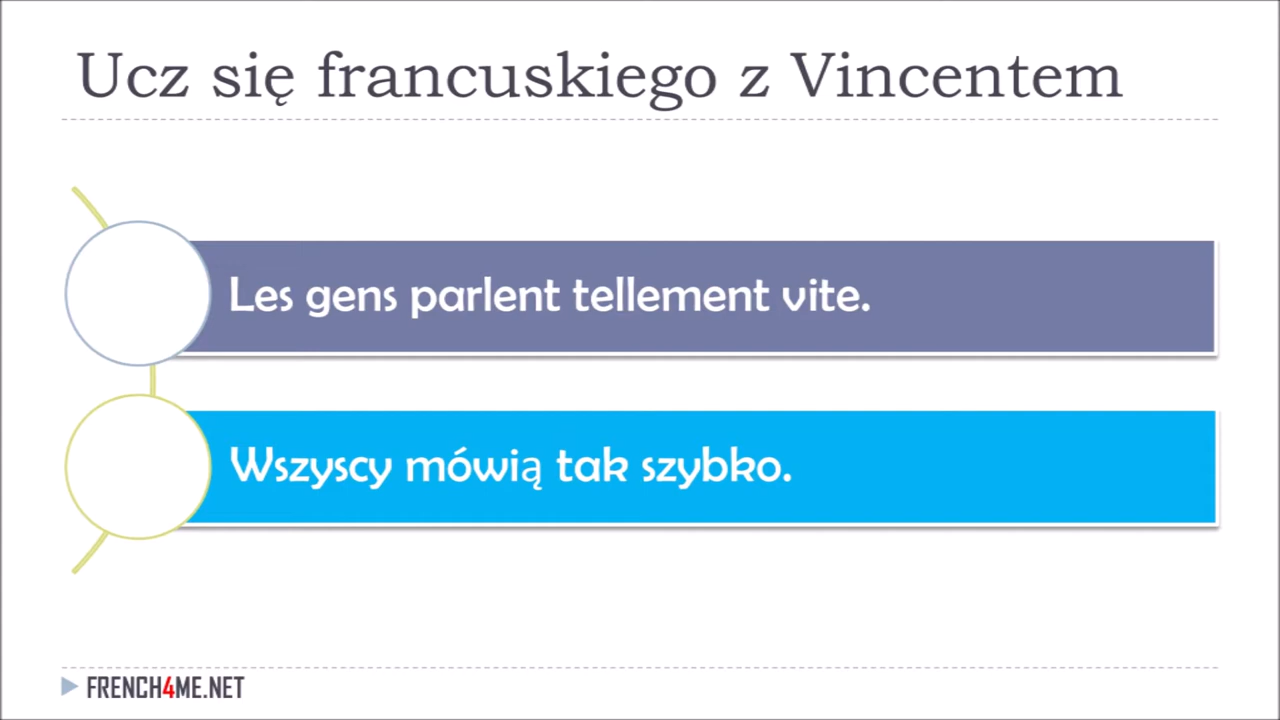 Ucz się francuskiego z Vincentem
Les gens parlent tellement vite.
Wszyscy mówią tak szybko.
FRENCH4ME.NET